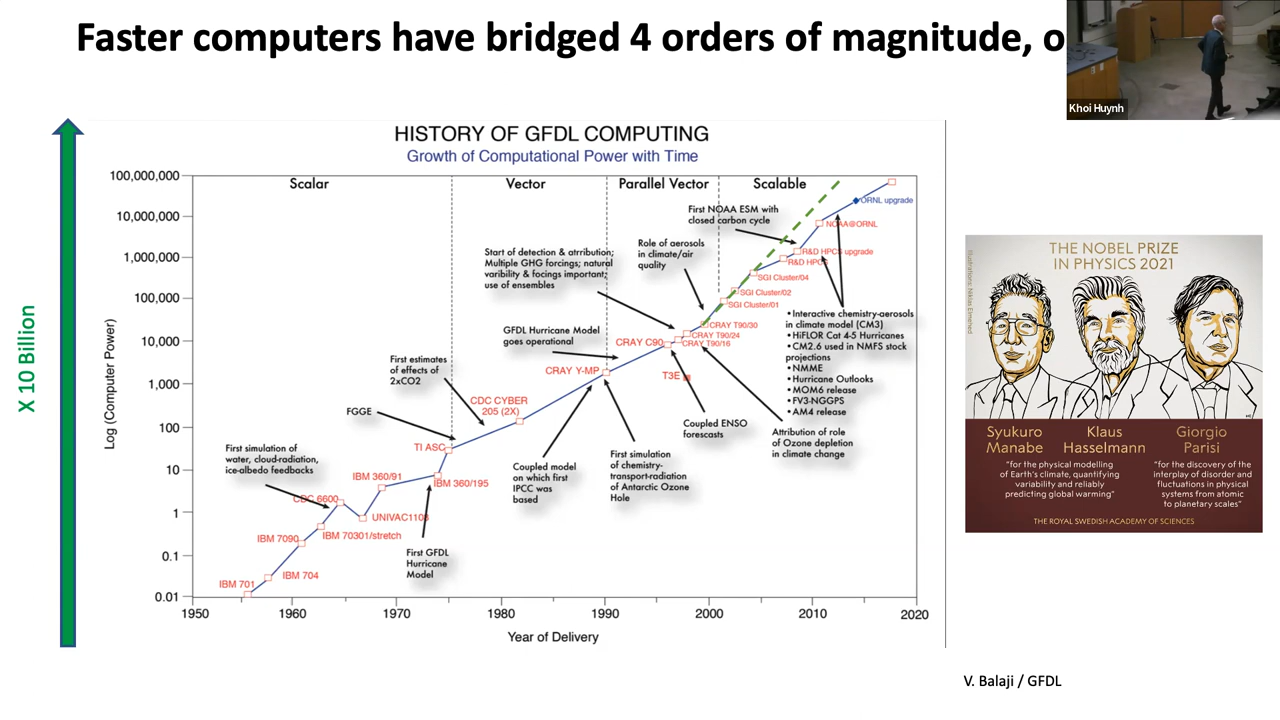 Faster computers have bridged 4 orders of magnitude, o
Khoi Huynh
HISTORY OF GFDL COMPUTING
Growth of Computational Power with Time
X 10 Billion
Log (Computer Power)
100,000,000
10,000,000
1,000,000
100,000
10,000
1,000
100
10
1
0.1
0.01
Scalar
Vector
Parallel Vector
Scalable
First NOAA ESM with
closed carbon cycle
ORNL upgrade
NOAA@ORNL
Role of aerosols
in climate/air
quality
R&D HPCS upgrade
R&D HPCS
SGI Cluster/04
SGI Cluster/02
SGI Cluster/01
Start of detection & attribution;
Multiple GHG forcings; natural
varibility & focings important;
use of ensembles
GFDL Hurricane Model
goes operational
CRAY T90/30
CRAY T90/24
CRAY T90/16
CRAY C90
CRAY Y-MP
T3E
• Interactive chemistry-aerosols
in climate model (CM3)
• HiFLOR Cat 4-5 Hurricanes
• CM2.6 used in NMFS stock
projections
• NMME
• Hurricane Outlooks
• MOM6 release
• FV3-NGGPS
• AM4 release
First estimates
of effects of
2xCO2
CDC CYBER
205 (2X)
FGGE
TI ASC
Coupled ENSO
forecasts
Attribution of role
of Ozone depletion
in climate change
First simulation of
water, cloud-radiation,
ice-albedo feedbacks
Coupled model
on which first
IPCC was
based
First simulation
of chemistry-
transport-radiation
of Antarctic Ozone
Hole
IBM 360/91
IBM 360/195
CDC 6600
UNIVAC1108
IBM 7090
IBM 70301/stretch
First GFDL
Hurricane
Model
IBM 704
IBM 701
1950
1960
1970
1980
1990
2000
2010
2020
Year of Delivery
THE NOBEL PRIZE
IN PHYSICS 2021
Illustrations: Niklas Elmehed
Syukuro
Manabe
Klaus
Hasselmann
"for the physical modelling
of Earth's climate, quantifying
variability and reliably
predicting global warming"
Giorgio
Parisi
"for the discovery of the
interplay of disorder and
fluctuations in physical
systems from atomic
to planetary scales"
THE ROYAL SWEDISH ACADEMY OF SCIENCES
V. Balaji / GFDL